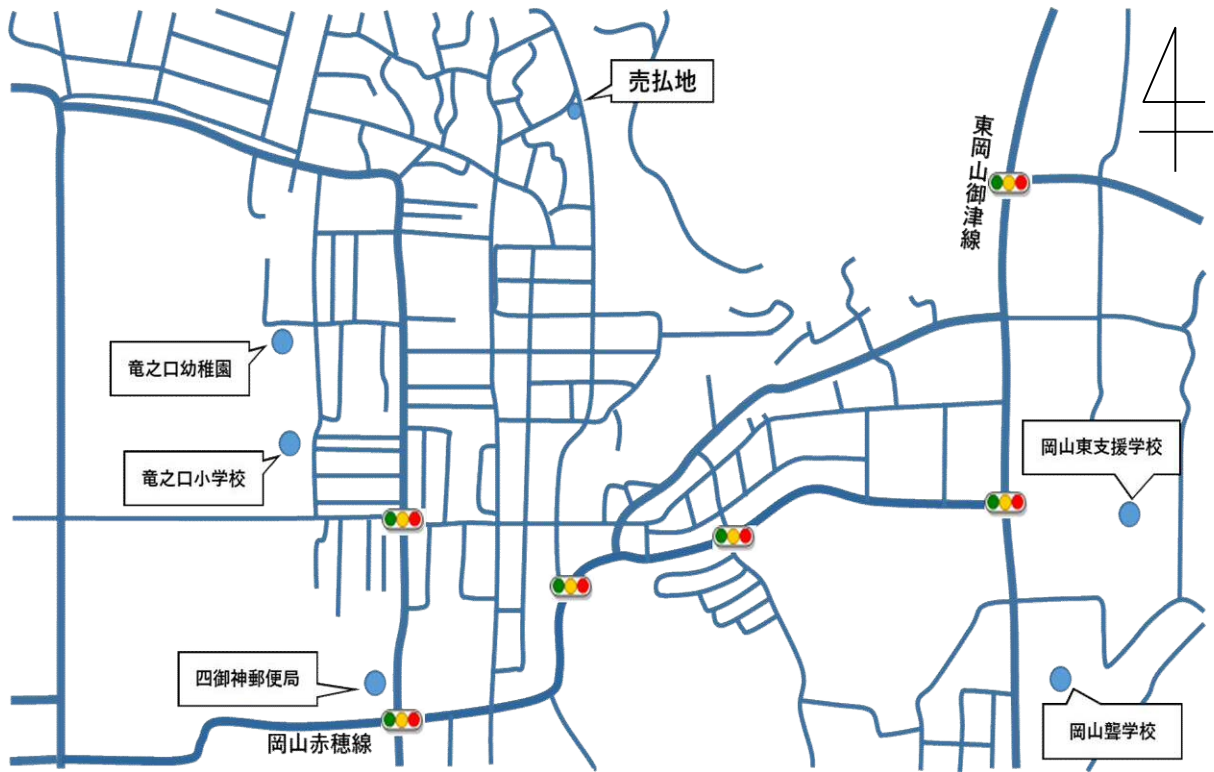 売払地
東岡山御津線
竜之口幼稚園
竜之口小学校
岡山東支援学校
四御神郵便局
岡山聾学校
岡山赤穂線